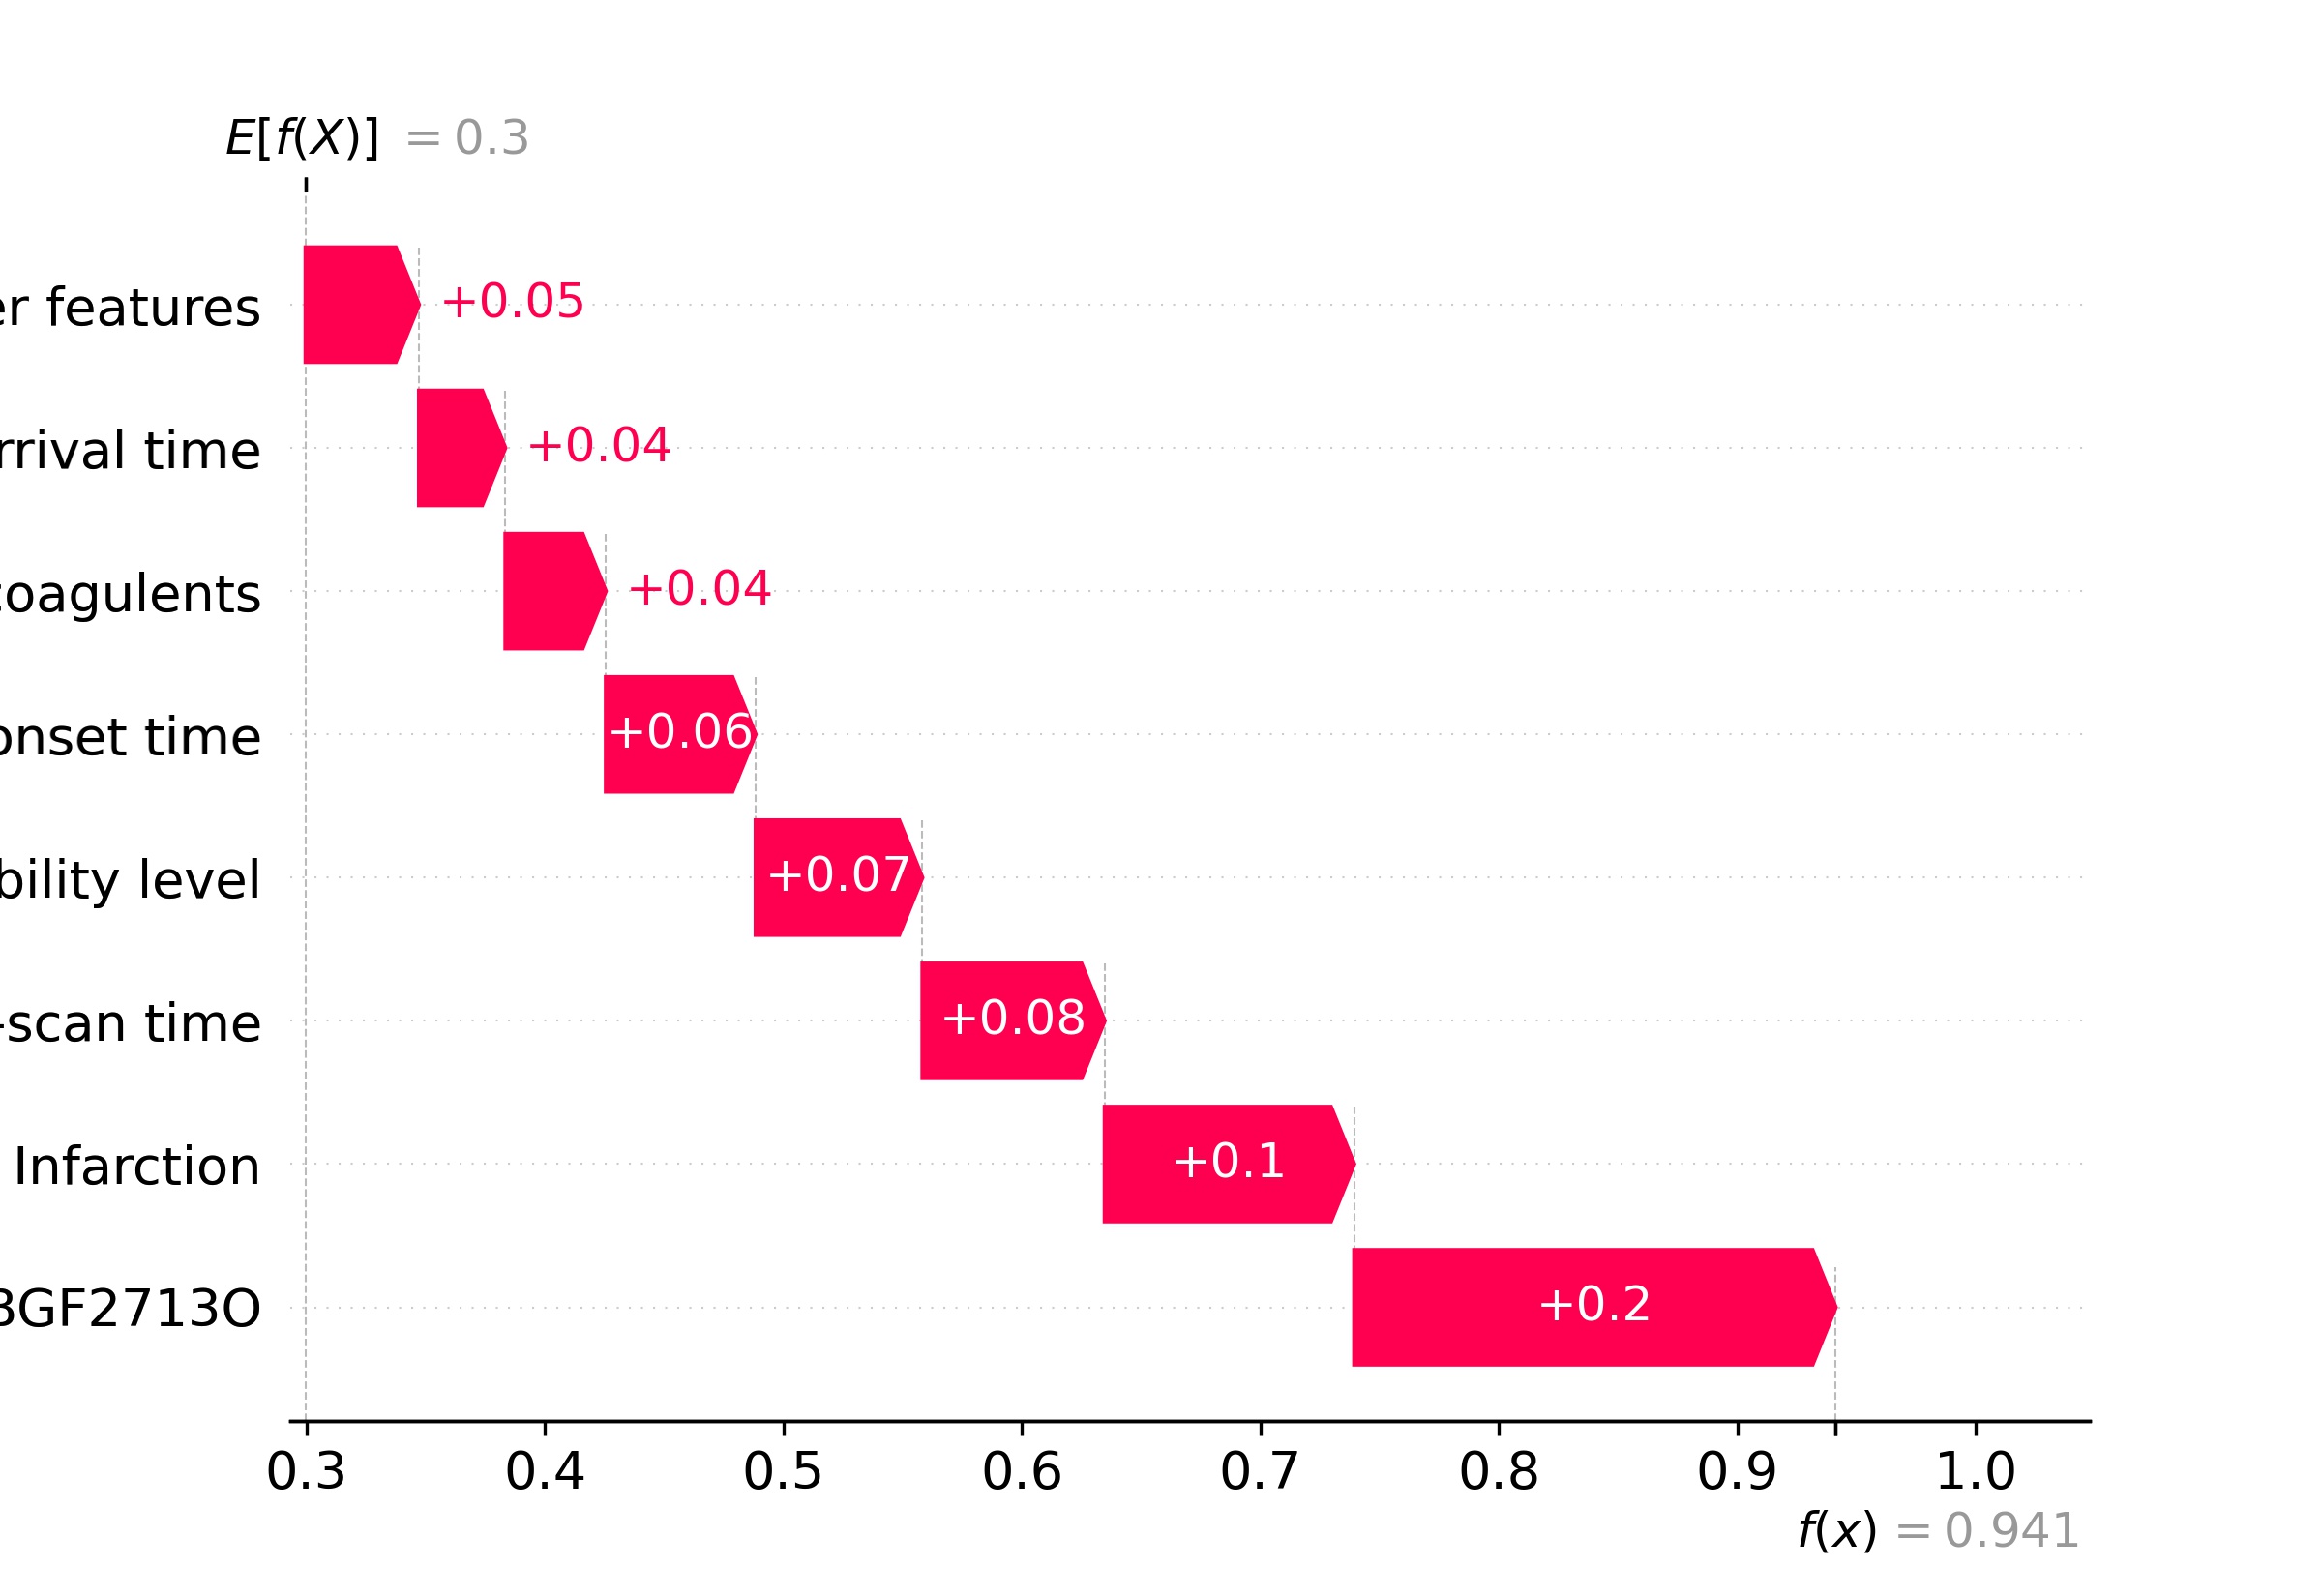 E[f(X)] = 0.3
er features
+0.05
rrival time
+0.04
coagulents
+0.04
onset time
+0.06
bility level
+0.07
-scan time
+0.08
Infarction
+0.1
3GF2713O
+0.2
0.3 0.4 0.5 0.6 0.7 0.8 0.9 1.0
f(x) = 0.941